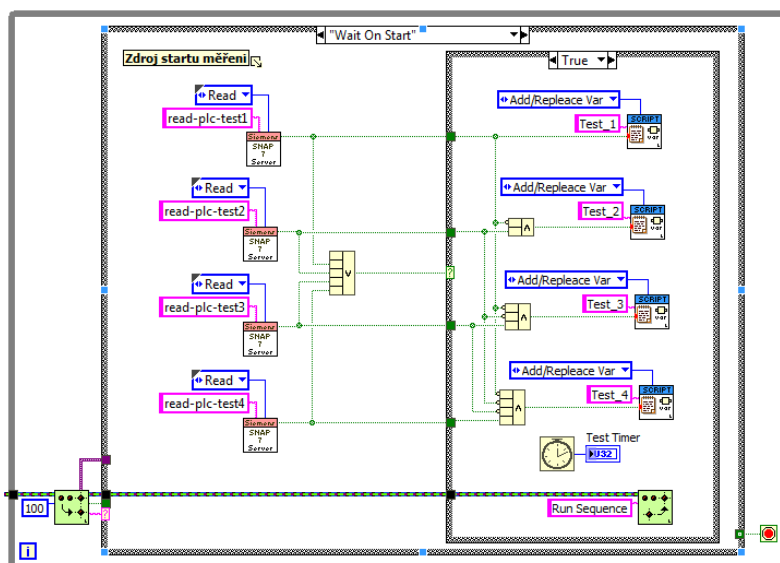 "Wait On Start"
Zdroj startu měření
True
Read
read-plc-test1
Siemens
SNAP
7
Server
Add/Repleace Var
Test_1
SCRIPT
var
Read
read-plc-test2
Siemens
SNAP
7
Server
Add/Repleace Var
Test_2
SCRIPT
var
Read
read-plc-test3
Siemens
SNAP
7
Server
Add/Repleace Var
Test_3
SCRIPT
var
Read
read-plc-test4
Siemens
SNAP
7
Server
Add/Repleace Var
Test_4
SCRIPT
var
Test Timer
U32
100
Run Sequence
i